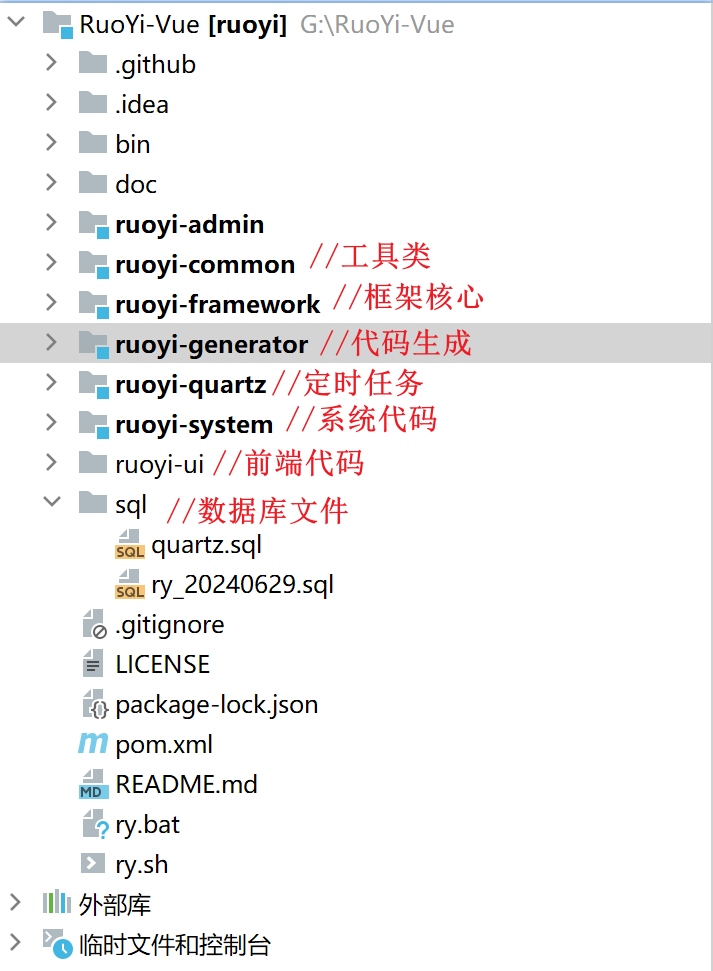 RuoYi-Vue [ruoyi] G:\RuoYi-Vue
.github
.idea
bin
doc
ruoyi-admin
ruoyi-common //工具类
ruoyi-framework //框架核心
ruoyi-generator //代码生成
ruoyi-quartz //定时任务
ruoyi-system //系统代码
ruoyi-ui //前端代码
sql //数据库文件
SQL quartz.sql
SQL ry_20240629.sql
.gitignore
LICENSE
{} package-lock.json
m pom.xml
MD README.md
? ry.bat
ry.sh
外部库
临时文件和控制台